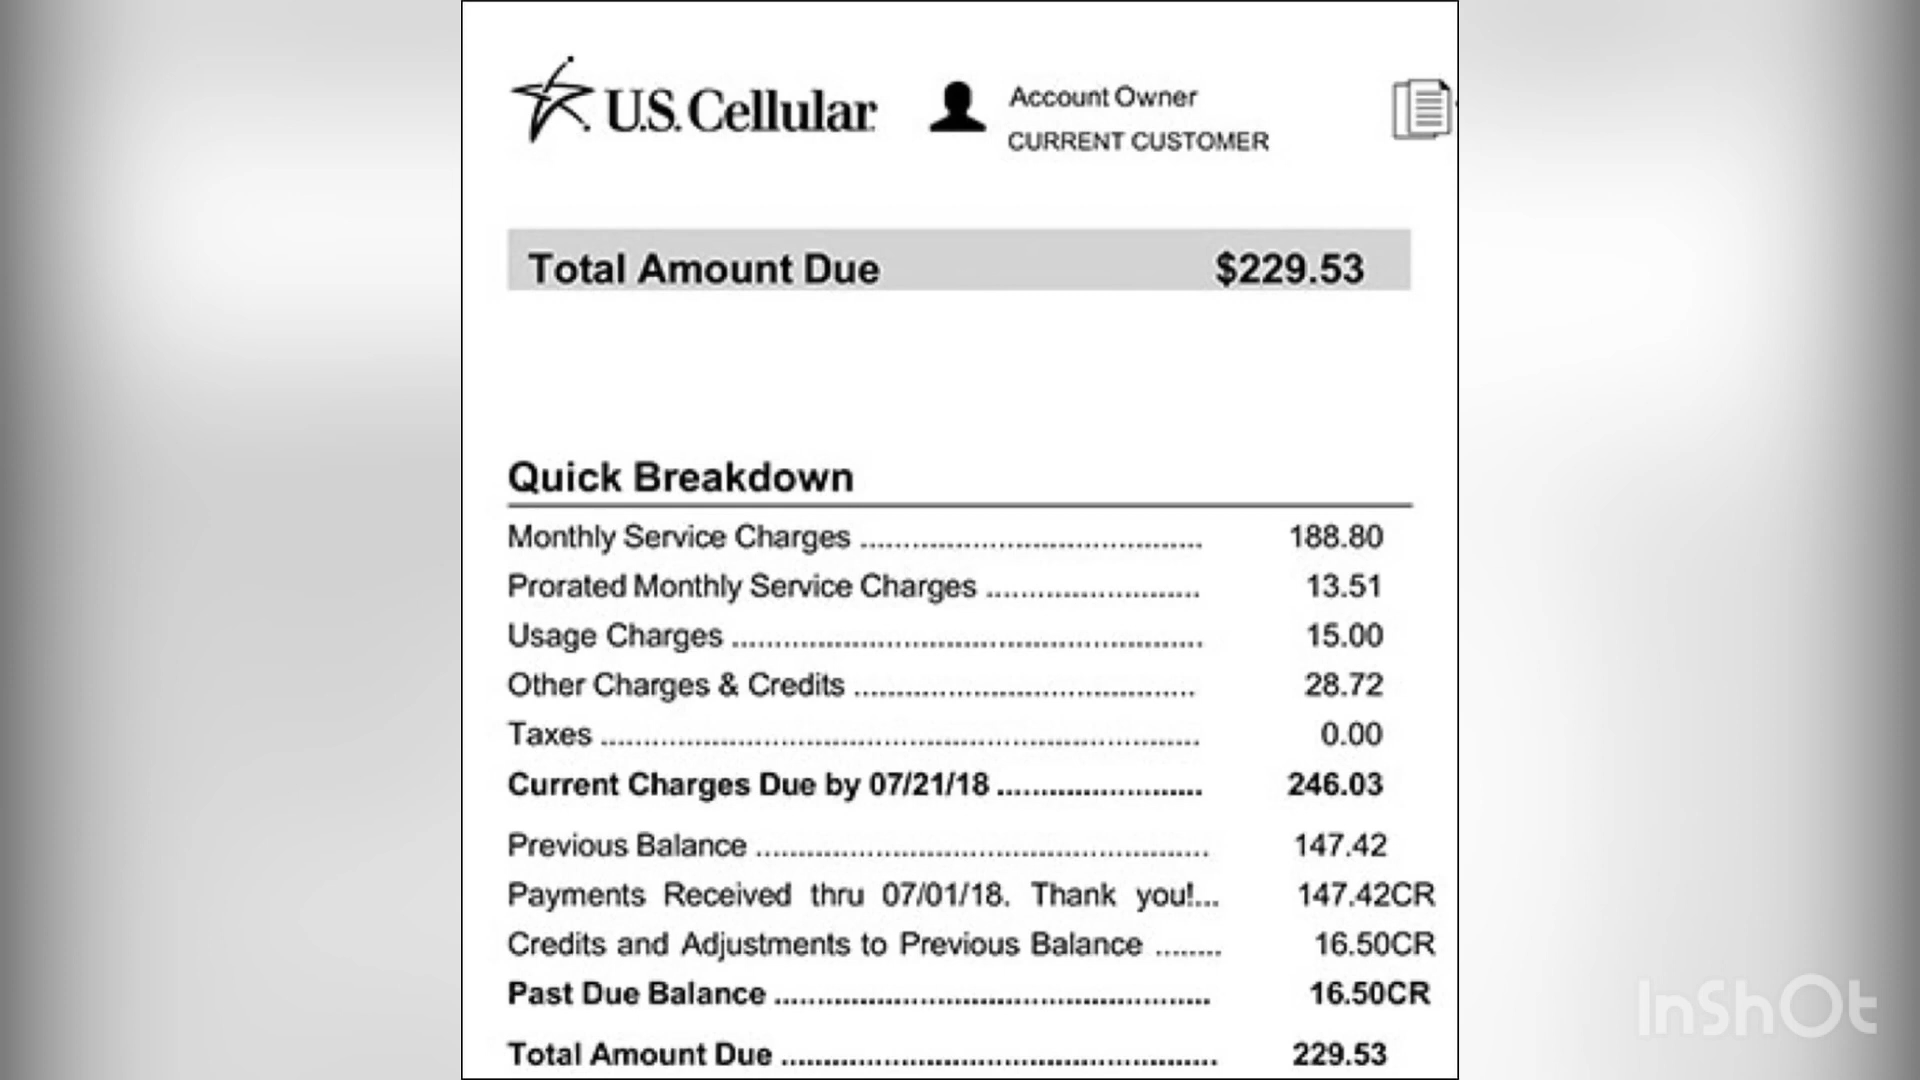 U.S. Cellular
Account Owner
CURRENT CUSTOMER
Total Amount Due $229.53
Quick Breakdown
Monthly Service Charges ........................................ 188.80
Prorated Monthly Service Charges ......................... 13.51
Usage Charges ....................................................... 15.00
Other Charges & Credits ........................................ 28.72
Taxes ...................................................................... 0.00
Current Charges Due by 07/21/18 ........................ 246.03
Previous Balance ..................................................... 147.42
Payments Received thru 07/01/18. Thank you!... 147.42CR
Credits and Adjustments to Previous Balance ........ 16.50CR
Past Due Balance ................................................... 16.50CR
Total Amount Due ................................................... 229.53
InShOt